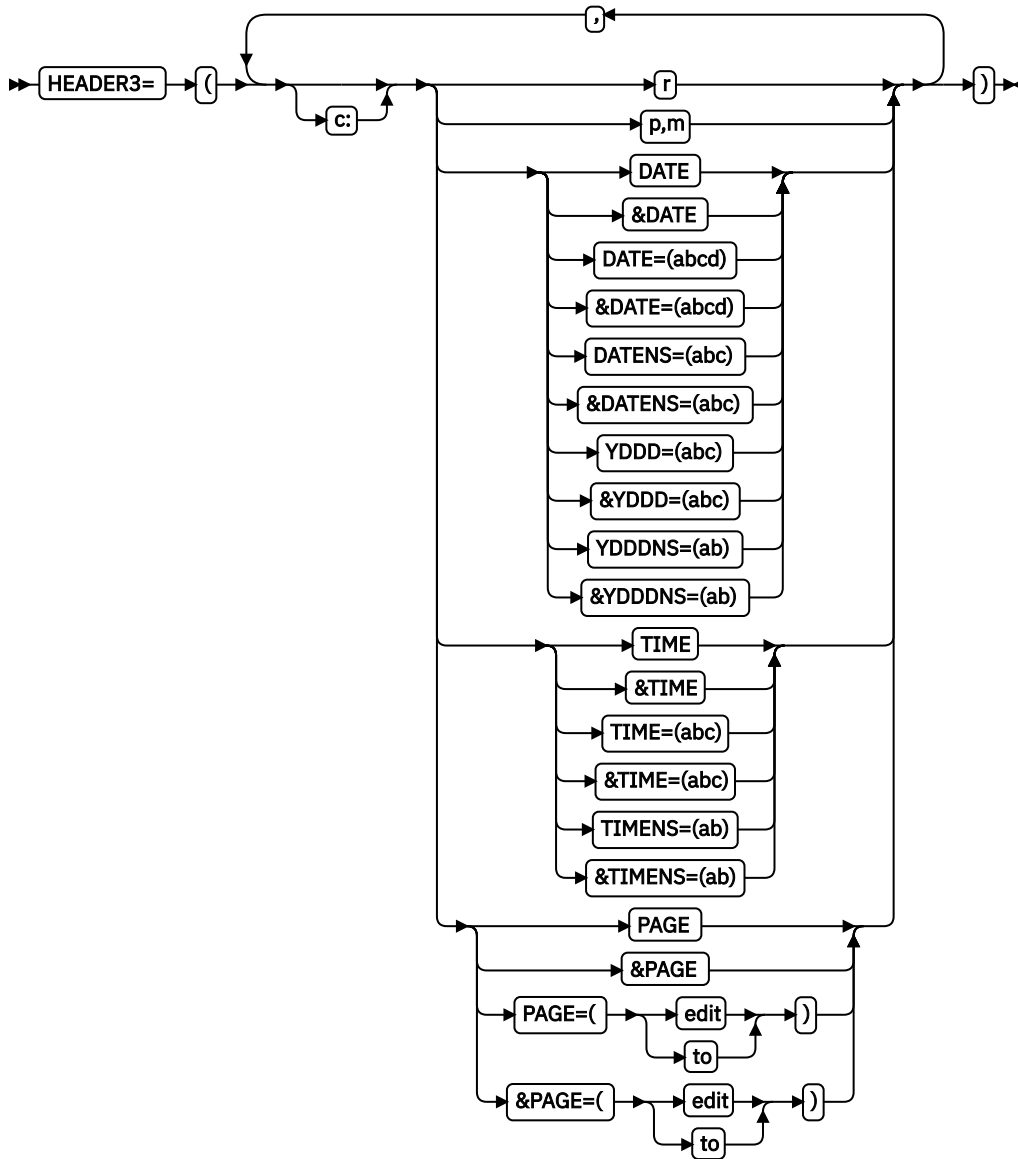 ,
HEADER3= ( r )
c:
p,m
DATE
&DATE
DATE=(abcd)
&DATE=(abcd)
DATENS=(abc)
&DATENS=(abc)
YDDD=(abc)
&YDDD=(abc)
YDDDNS=(ab)
&YDDDNS=(ab)
TIME
&TIME
TIME=(abc)
&TIME=(abc)
TIMENS=(ab)
&TIMENS=(ab)
PAGE
&PAGE
PAGE=( edit )
to
&PAGE=( edit )
to